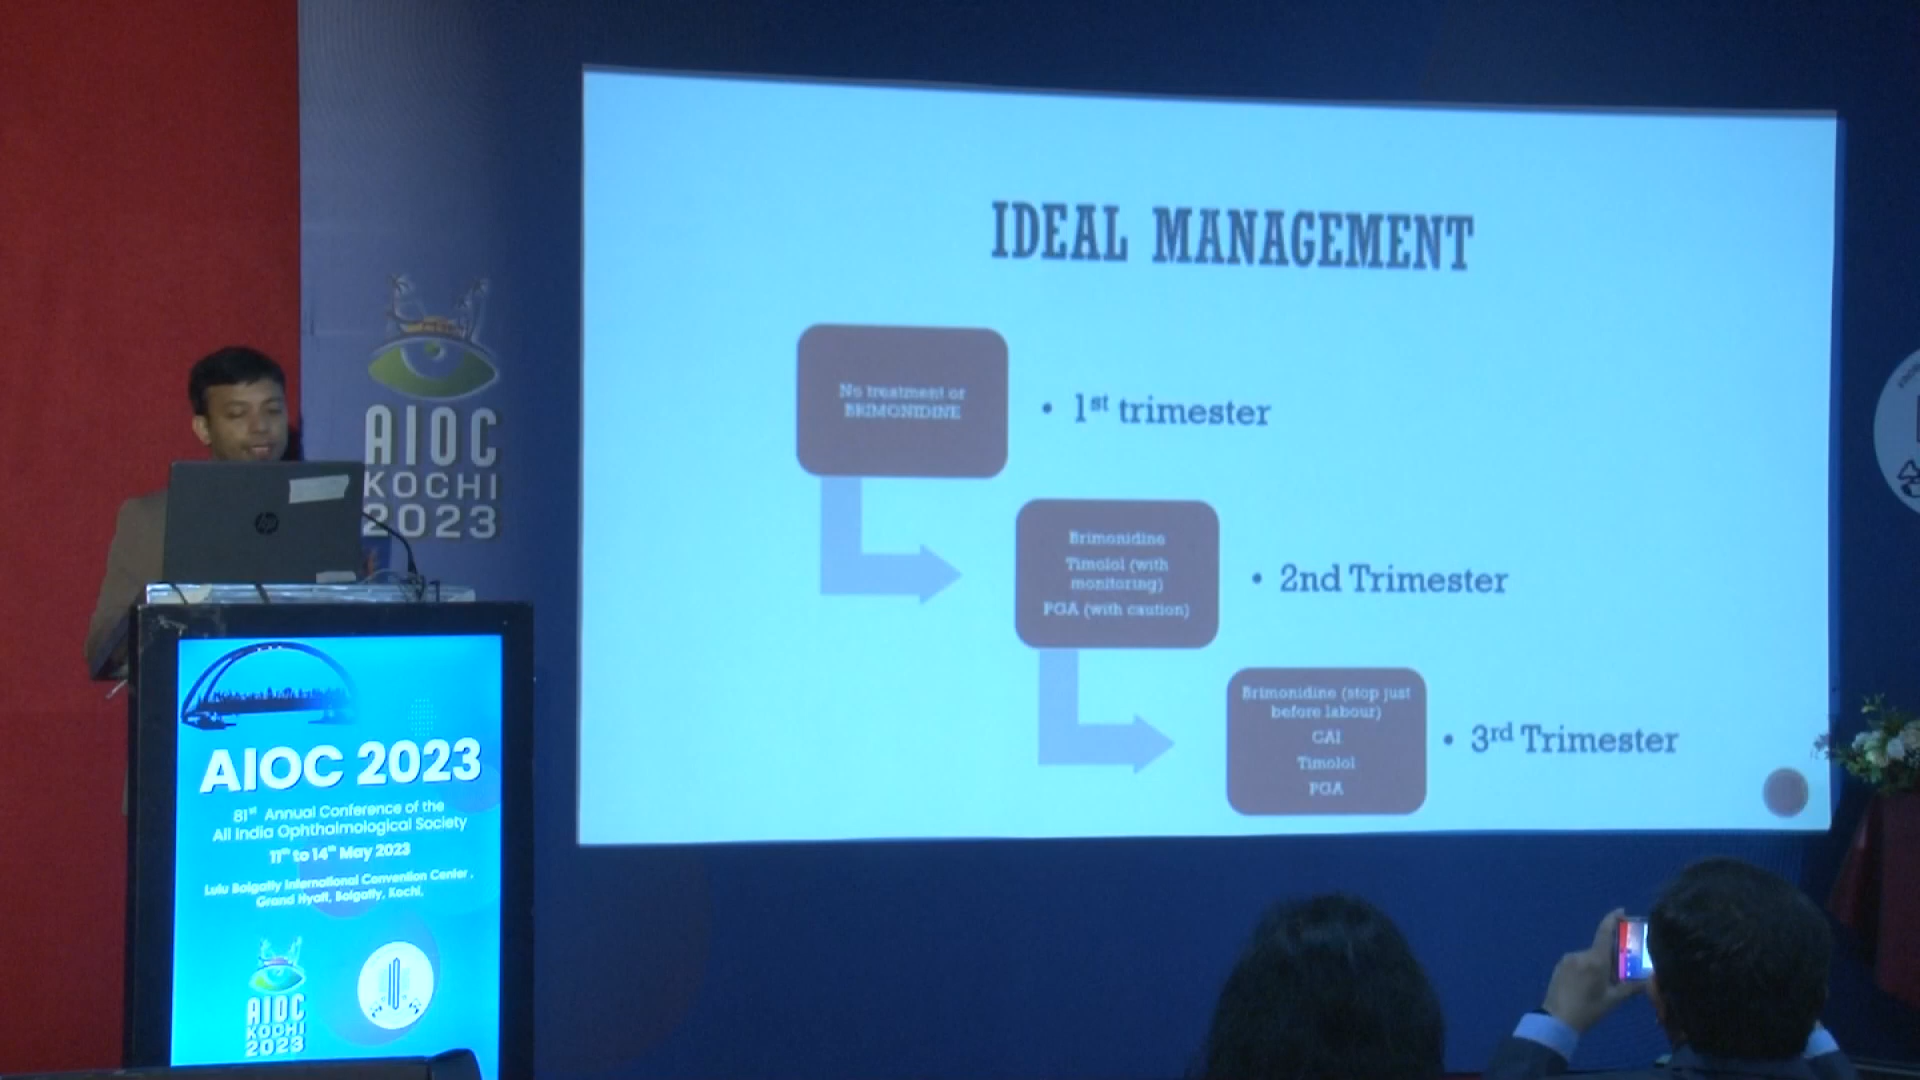 IDEAL MANAGEMENT
No treatment or
BRIMONIDINE
• 1st trimester
Brimonidine
Timolol (with
monitoring)
PGA (with caution)
• 2nd Trimester
Brimonidine (stop just
before labour)
CAI
Timolol
PGA
• 3rd Trimester
AIOC
KOCHI
2023
hp
AIOC 2023
81st Annual Conference of the
All India Ophthalmological Society
11th to 14th May 2023
Lulu Bolgatty International Convention Center,
Grand Hyatt, Bolgatty, Kochi.
AIOC
KOCHI
2023